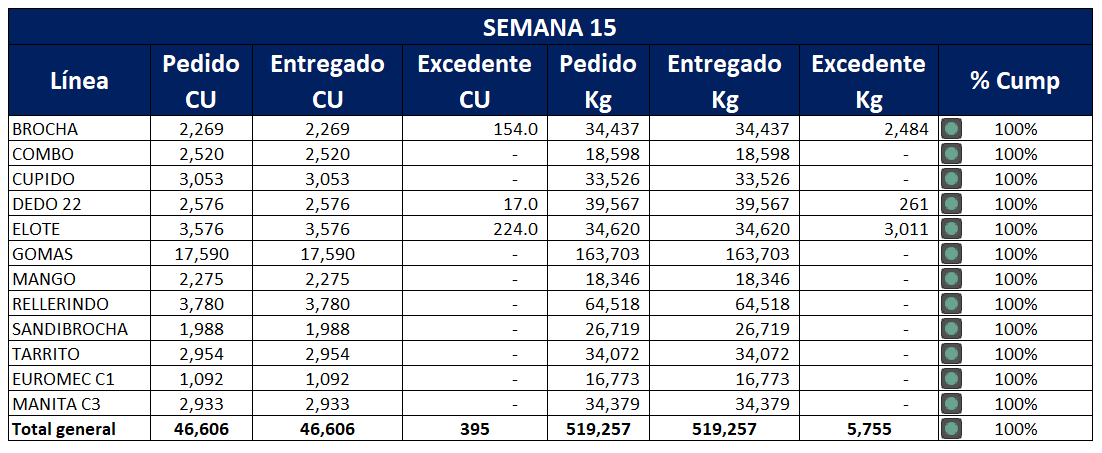 SEMANA 15
Línea Pedido CU Entregado CU Excedente CU Pedido Kg Entregado Kg Excedente Kg % Cump
BROCHA 2,269 2,269 154.0 34,437 34,437 2,484 100%
COMBO 2,520 2,520 - 18,598 18,598 - 100%
CUPIDO 3,053 3,053 - 33,526 33,526 - 100%
DEDO 22 2,576 2,576 17.0 39,567 39,567 261 100%
ELOTE 3,576 3,576 224.0 34,620 34,620 3,011 100%
GOMAS 17,590 17,590 - 163,703 163,703 - 100%
MANGO 2,275 2,275 - 18,346 18,346 - 100%
RELLERINDO 3,780 3,780 - 64,518 64,518 - 100%
SANDIBROCHA 1,988 1,988 - 26,719 26,719 - 100%
TARRITO 2,954 2,954 - 34,072 34,072 - 100%
EUROMEC C1 1,092 1,092 - 16,773 16,773 - 100%
MANITA C3 2,933 2,933 - 34,379 34,379 - 100%
Total general 46,606 46,606 395 519,257 519,257 5,755 100%